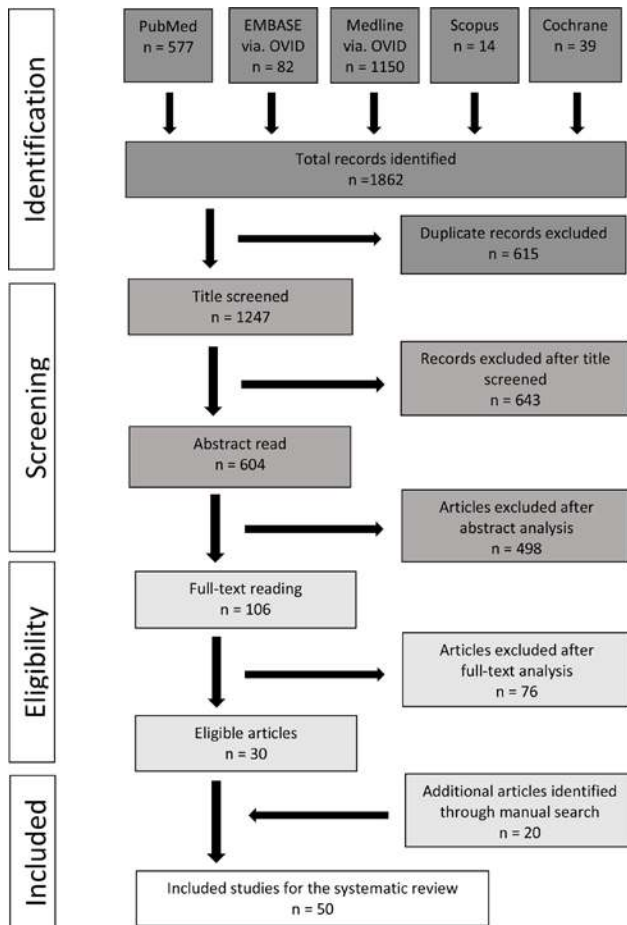 PubMed
n = 577
EMBASE
via. OVID
n = 82
Medline
via. OVID
n = 1150
Scopus
n = 14
Cochrane
n = 39
Identification
Total records identified
n =1862
Duplicate records excluded
n = 615
Screening
Title screened
n = 1247
Records excluded after title
screened
n = 643
Abstract read
n = 604
Articles excluded after
abstract analysis
n = 498
Eligibility
Full-text reading
n = 106
Articles excluded after
full-text analysis
n = 76
Eligible articles
n = 30
Included
Additional articles identified
through manual search
n = 20
Included studies for the systematic review
n = 50